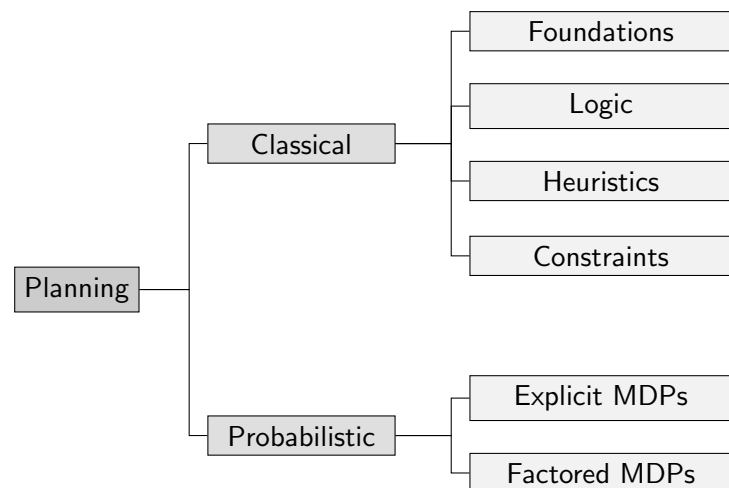 Foundations
Logic
Classical
Heuristics
Constraints
Planning
Explicit MDPs
Probabilistic
Factored MDPs